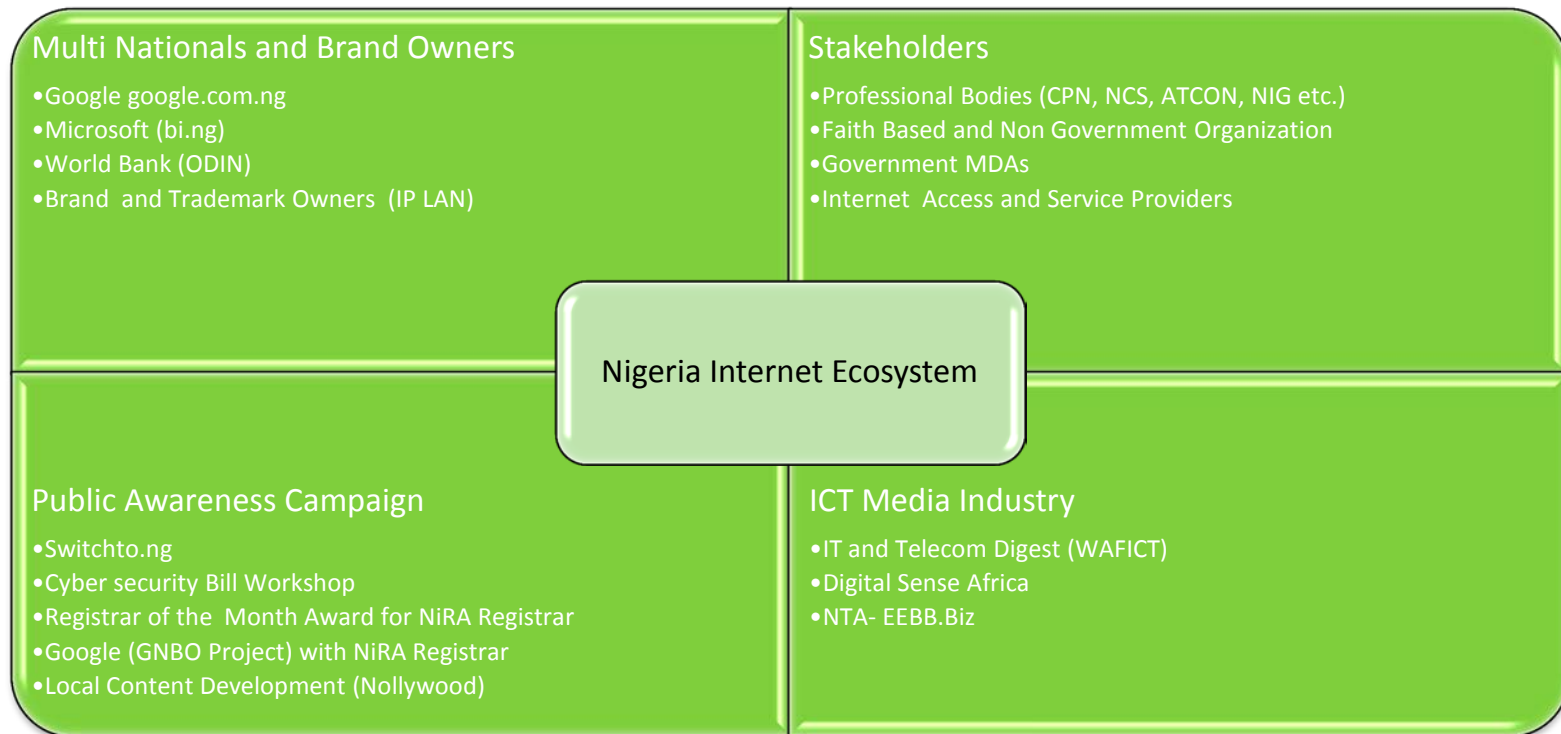 Multi Nationals and Brand Owners
•Google google.com.ng
•Microsoft (bi.ng)
•World Bank (ODIN)
•Brand and Trademark Owners (IP LAN)
Stakeholders
•Professional Bodies (CPN, NCS, ATCON, NIG etc.)
•Faith Based and Non Government Organization
•Government MDAs
•Internet Access and Service Providers
Nigeria Internet Ecosystem
Public Awareness Campaign
•Switchto.ng
•Cyber security Bill Workshop
•Registrar of the Month Award for NiRA Registrar
•Google (GNBO Project) with NiRA Registrar
•Local Content Development (Nollywood)
ICT Media Industry
•IT and Telecom Digest (WAFICT)
•Digital Sense Africa
•NTA- EEBB.Biz